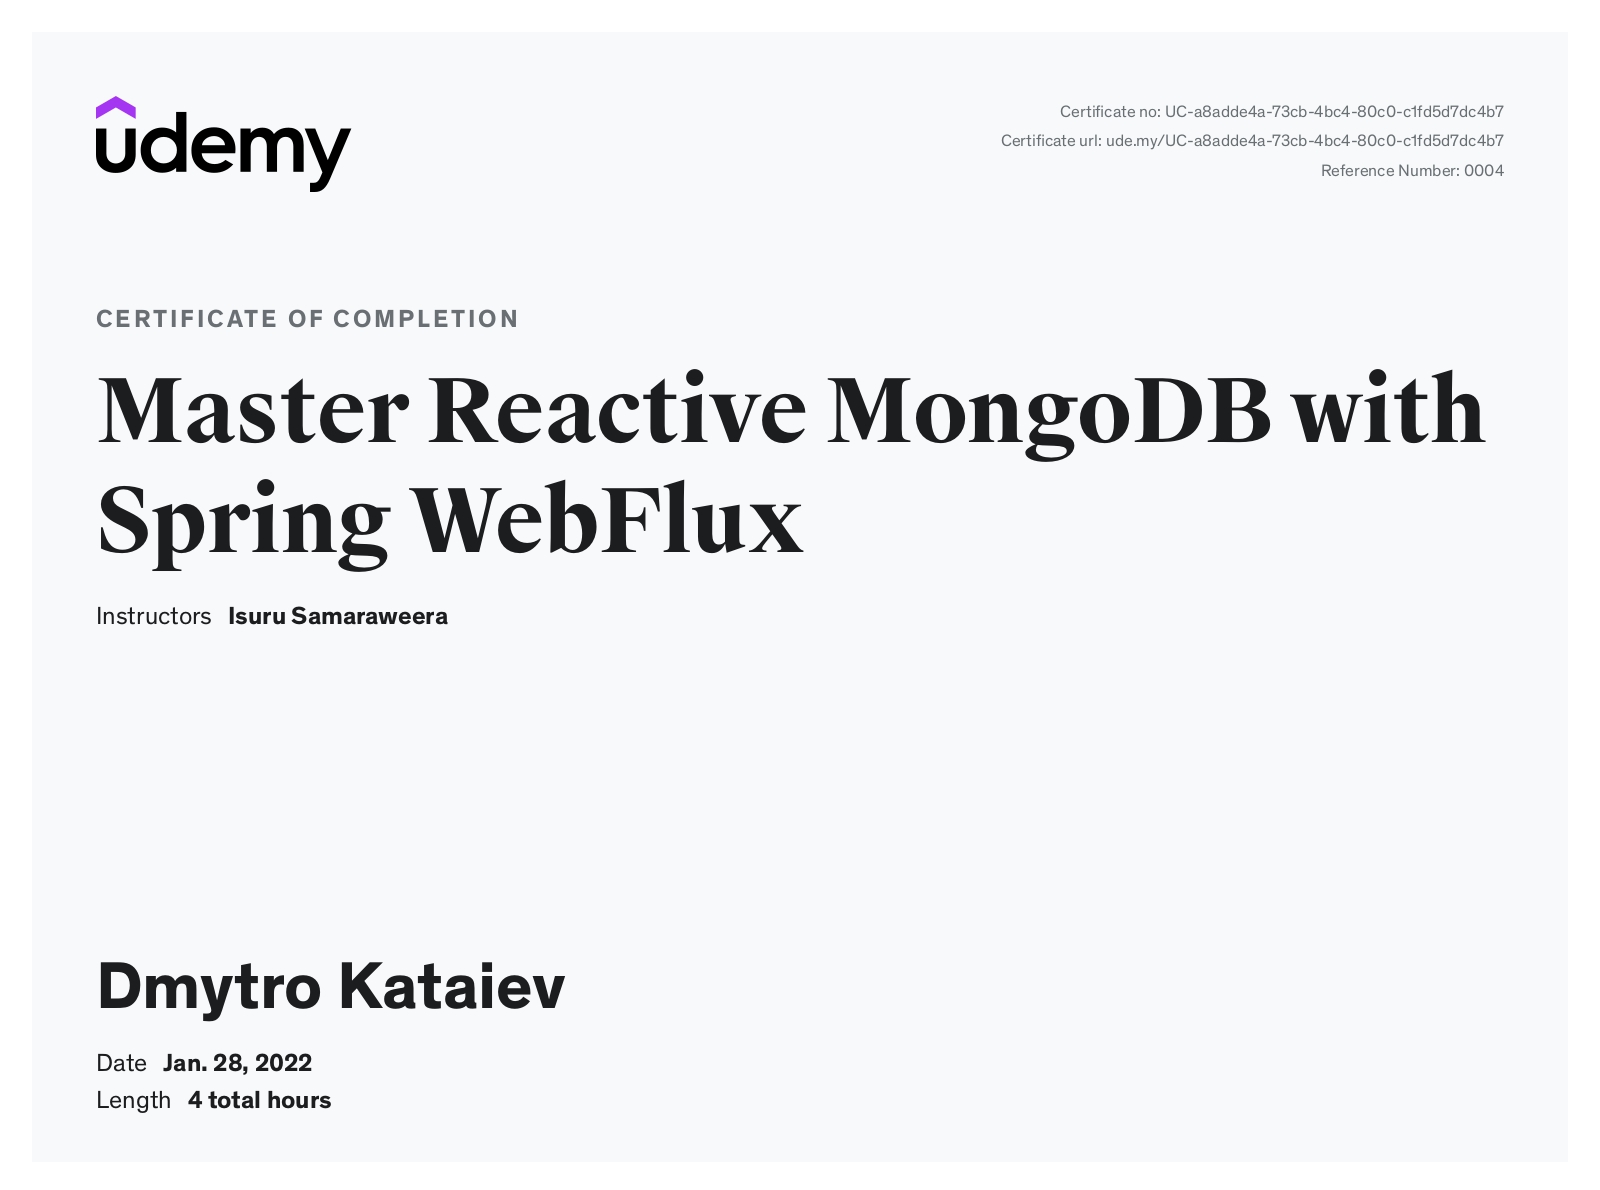 udemy
Certificate no: UC-a8adde4a-73cb-4bc4-80c0-c1fd5d7dc4b7
Certificate url: ude.my/UC-a8adde4a-73cb-4bc4-80c0-c1fd5d7dc4b7
Reference Number: 0004
CERTIFICATE OF COMPLETION
Master Reactive MongoDB with
Spring WebFlux
Instructors Isuru Samaraweera
Dmytro Kataiev
Date Jan. 28, 2022
Length 4 total hours